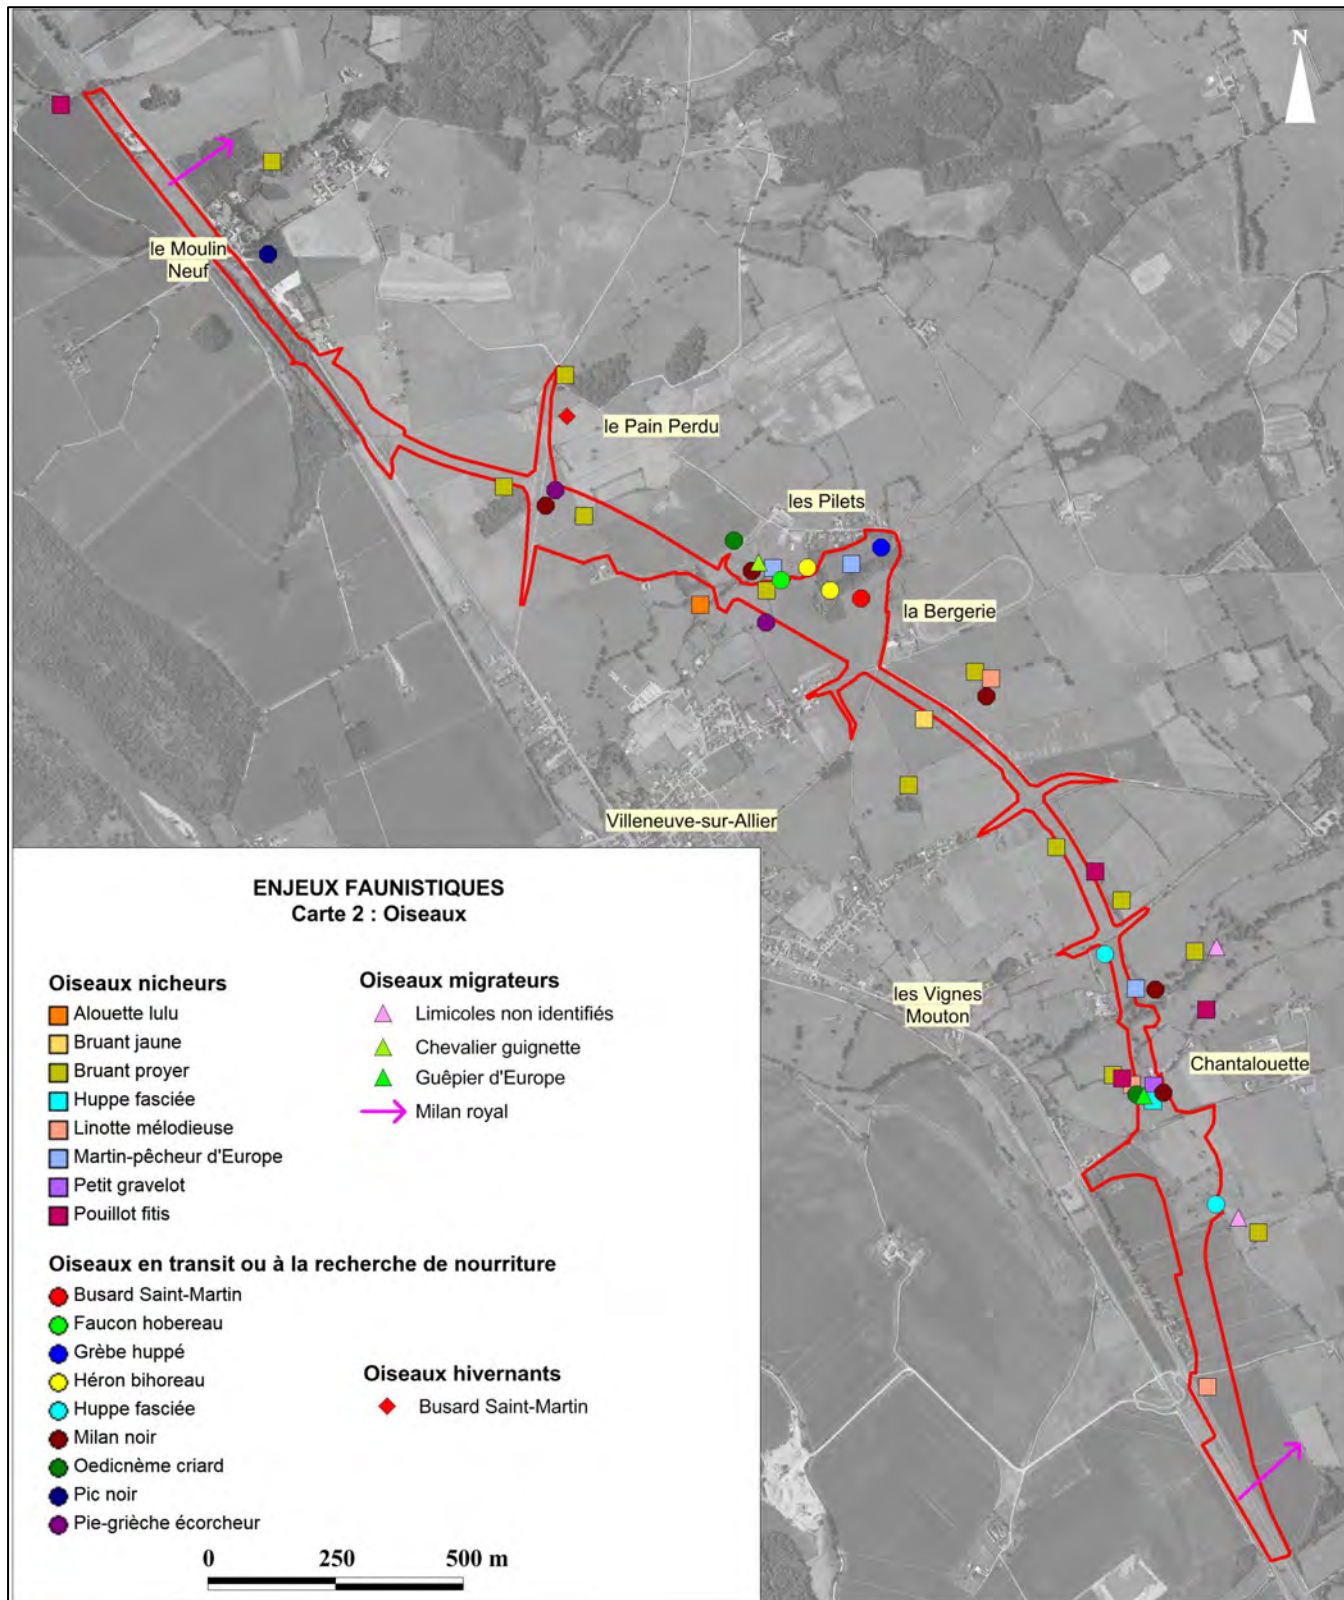 N
le Moulin
Neuf
le Pain Perdu
les Pilets
la Bergerie
Villeneuve-sur-Allier
les Vignes
Mouton
Chantalouette
ENJEUX FAUNISTIQUES
Carte 2 : Oiseaux
Oiseaux nicheurs
Alouette lulu
Bruant jaune
Bruant proyer
Huppe fasciée
Linotte mélodieuse
Martin-pêcheur d'Europe
Petit gravelot
Pouillot fitis
Oiseaux migrateurs
Limicoles non identifiés
Chevalier guignette
Guêpier d'Europe
Milan royal
Oiseaux en transit ou à la recherche de nourriture
Busard Saint-Martin
Faucon hobereau
Grèbe huppé
Héron bihoreau
Huppe fasciée
Milan noir
Oedicnème criard
Pic noir
Pie-grièche écorcheur
Oiseaux hivernants
Busard Saint-Martin
0 250 500 m